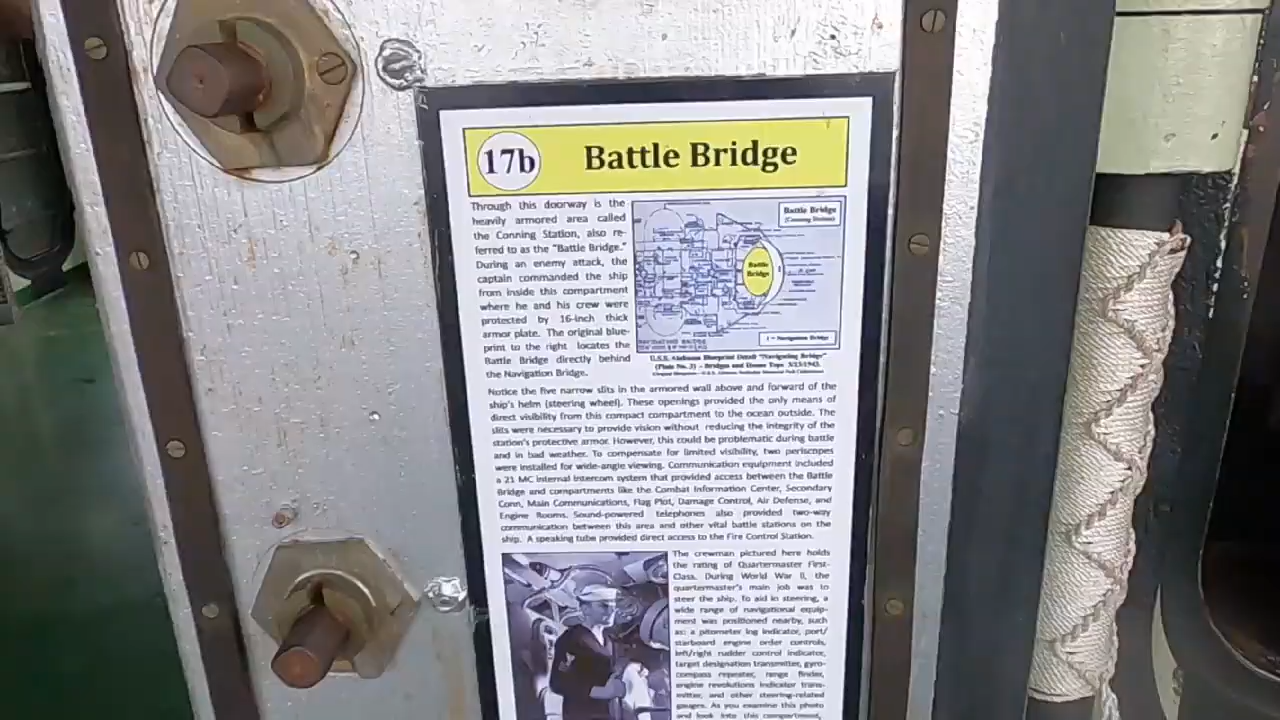 17b
Battle Bridge
Through this doorway is the
heavily armored area called
the Conning Station, also re-
ferred to as the "Battle Bridge."
During an enemy attack, the
captain commanded the ship
from inside this compartment
where he and his crew were
protected by 16-inch thick
armor plate. The original blue-
print to the right locates the
Battle Bridge directly behind
the Navigation Bridge.
Battle Bridge
(Conning Station)
Battle
Bridge
1 = Navigation Bridge
NAVIGATING BRIDGE
U.S.S. Alabama Blueprint Detail "Navigating Bridge"
(Plate No. 3) – Bridges and House Tops
Notice the five narrow slits in the armored wall above and forward of the
ship's helm (steering wheel). These openings provided the only means of
direct visibility from this compact compartment to the ocean outside. The
slits were necessary to provide vision without reducing the integrity of the
station's protective armor. However, this could be problematic during battle
and in bad weather. To compensate for limited visibility, two periscopes
were installed for wide-angle viewing. Communication equipment included
a 21 MC internal intercom system that provided access between the Battle
Bridge and compartments like the Combat Information Center, Secondary
Conn, Main Communications, Flag Plot, Damage Control, Air Defense, and
Engine Rooms. Sound-powered telephones also provided two-way
communication between this area and other vital battle stations on the
ship. A speaking tube provided direct access to the Fire Control Station.
The crewman pictured here holds
the rating of Quartermaster First-
Class. During World War II, the
quartermaster's main job was to
steer the ship. To aid in steering, a
wide range of navigational equip-
ment was positioned nearby, such
as: a pitometer log indicator, port/
starboard engine order controls,
left/right rudder control indicator,
target designation transmitter, gyro-
compass repeater, range finder,
engine revolutions indicator trans-
mitter, and other steering-related
gauges. As you examine this photo
and look into this compartment,